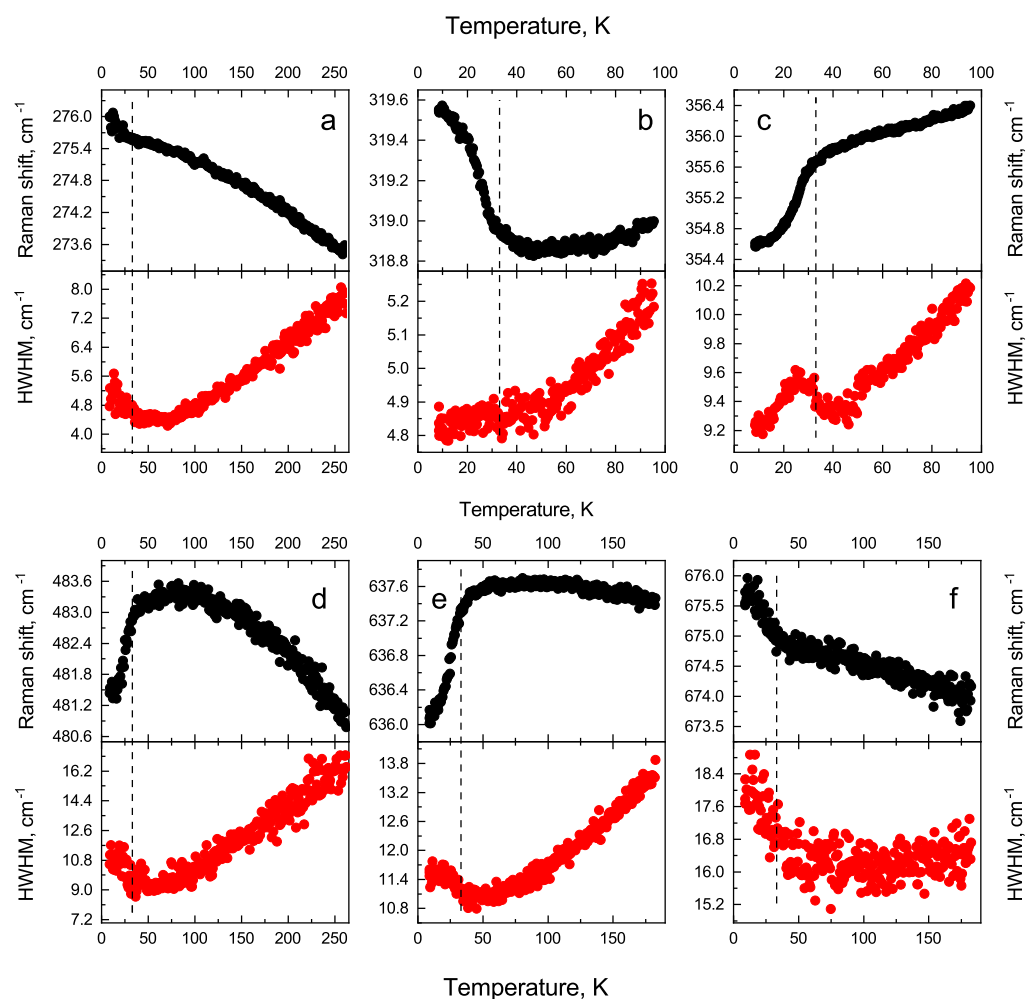 Temperature, K
0 50 100 150 200 250
0 20 40 60 80 100
0 20 40 60 80 100
Raman shift, cm⁻¹
276.0
275.4
274.8
274.2
273.6
a
319.6
319.4
319.2
319.0
318.8
b
356.4
356.0
355.6
355.2
354.8
354.4
c
Raman shift, cm⁻¹
HWHM, cm⁻¹
8.0
7.2
6.4
5.6
4.8
4.0
5.2
5.1
5.0
4.9
4.8
10.2
10.0
9.8
9.6
9.4
9.2
HWHM, cm⁻¹
0 50 100 150 200 250
0 20 40 60 80 100
0 20 40 60 80 100
Temperature, K
0 50 100 150 200 250
0 50 100 150
0 50 100 150
Raman shift, cm⁻¹
483.6
483.0
482.4
481.8
481.2
480.6
d
637.6
637.2
636.8
636.4
636.0
e
676.0
675.5
675.0
674.5
674.0
673.5
f
Raman shift, cm⁻¹
HWHM, cm⁻¹
16.2
14.4
12.6
10.8
9.0
7.2
13.8
13.2
12.6
12.0
11.4
10.8
18.4
17.6
16.8
16.0
15.2
HWHM, cm⁻¹
0 50 100 150 200 250
0 50 100 150
0 50 100 150
Temperature, K